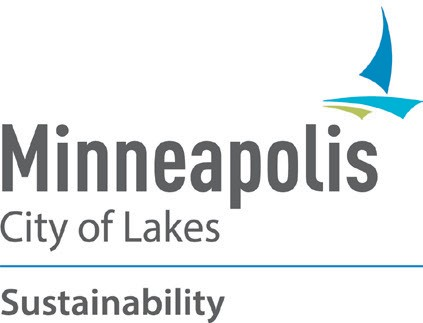 Minneapolis
City of Lakes
Sustainability